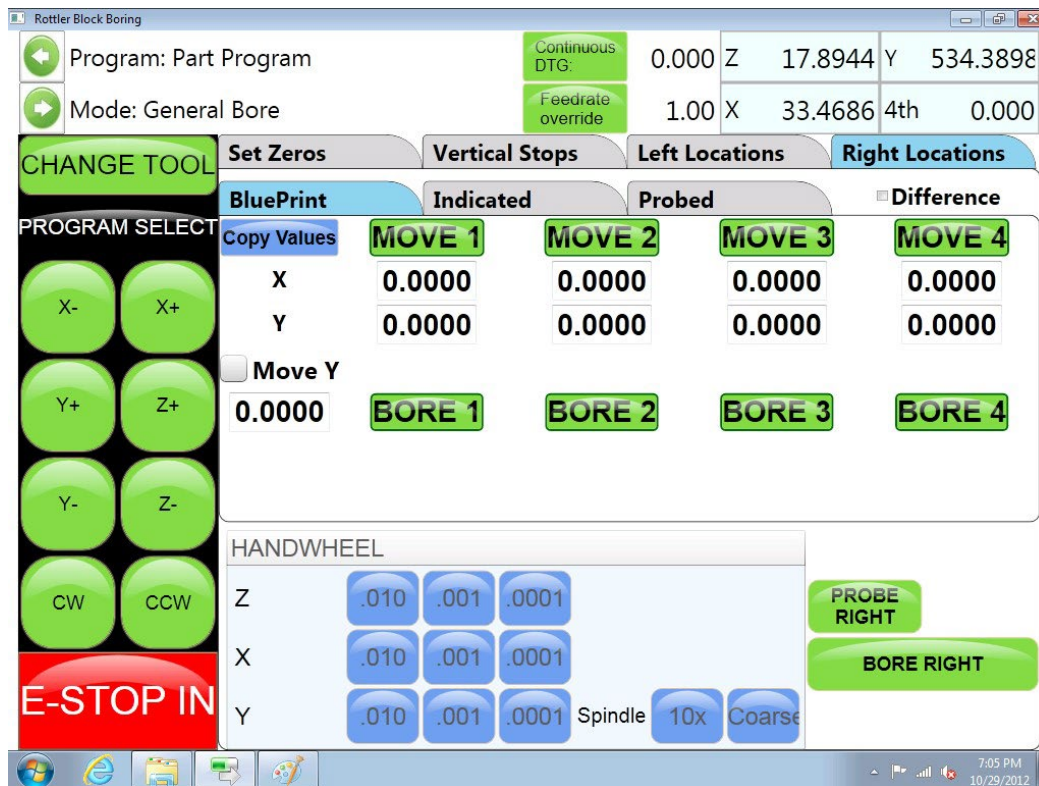 Rottler Block Boring
Program: Part Program
Continuous DTG:
0.000 Z 17.8944 Y 534.3898
Mode: General Bore
Feedrate override
1.00 X 33.4686 4th 0.000
CHANGE TOOL
Set Zeros Vertical Stops Left Locations Right Locations
BluePrint Indicated Probed Difference
PROGRAM SELECT
Copy Values MOVE 1 MOVE 2 MOVE 3 MOVE 4
X 0.0000 0.0000 0.0000 0.0000
Y 0.0000 0.0000 0.0000 0.0000
Move Y
0.0000 BORE 1 BORE 2 BORE 3 BORE 4
X- X+
Y+ Z+
Y- Z-
CW CCW
E-STOP IN
HANDWHEEL
Z .010 .001 .0001
X .010 .001 .0001
Y .010 .001 .0001 Spindle 10x Coarse
PROBE RIGHT
BORE RIGHT
7:05 PM
10/29/2012